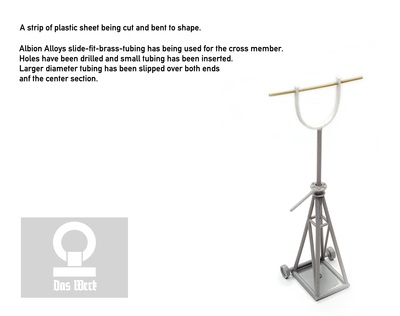 A strip of plastic sheet being cut and bent to shape.
Albion Alloys slide-fit-brass-tubing has being used for the cross member.
Holes have been drilled and small tubing has been inserted.
Larger diameter tubing has been slipped over both ends
anf the center section.
Das Werk